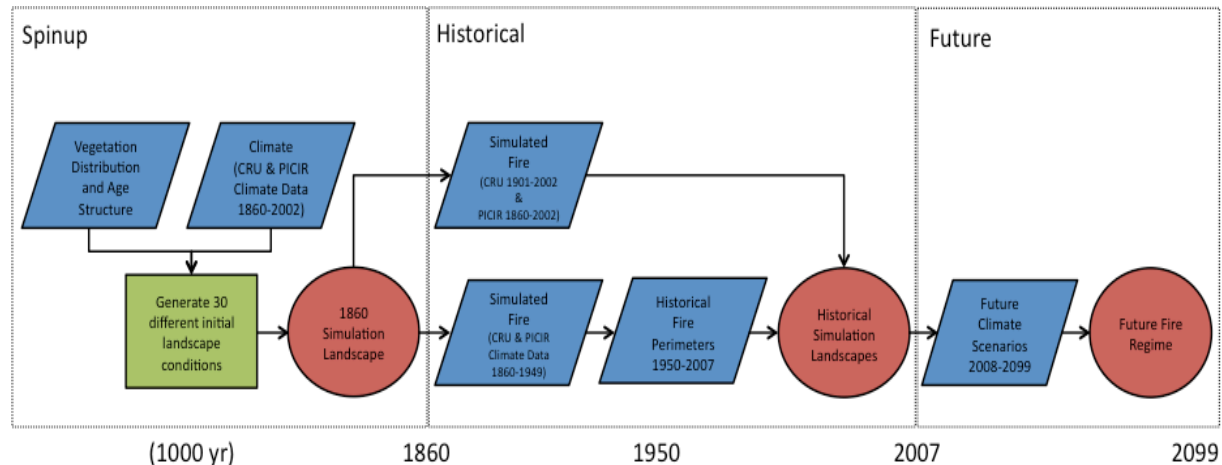 Spinup
Historical
Future
Vegetation
Distribution
and Age
Structure
Climate
(CRU & PICIR
Climate Data
1860-2002)
Simulated
Fire
(CRU 1901-2002
&
PICIR 1860-2002)
Generate 30
different initial
landscape
conditions
1860
Simulation
Landscape
Simulated
Fire
(CRU & PICIR
Climate Data
1860-1949)
Historical
Fire
Perimeters
1950-2007
Historical
Simulation
Landscapes
Future
Climate
Scenarios
2008-2099
Future Fire
Regime
(1000 yr)
1860
1950
2007
2099